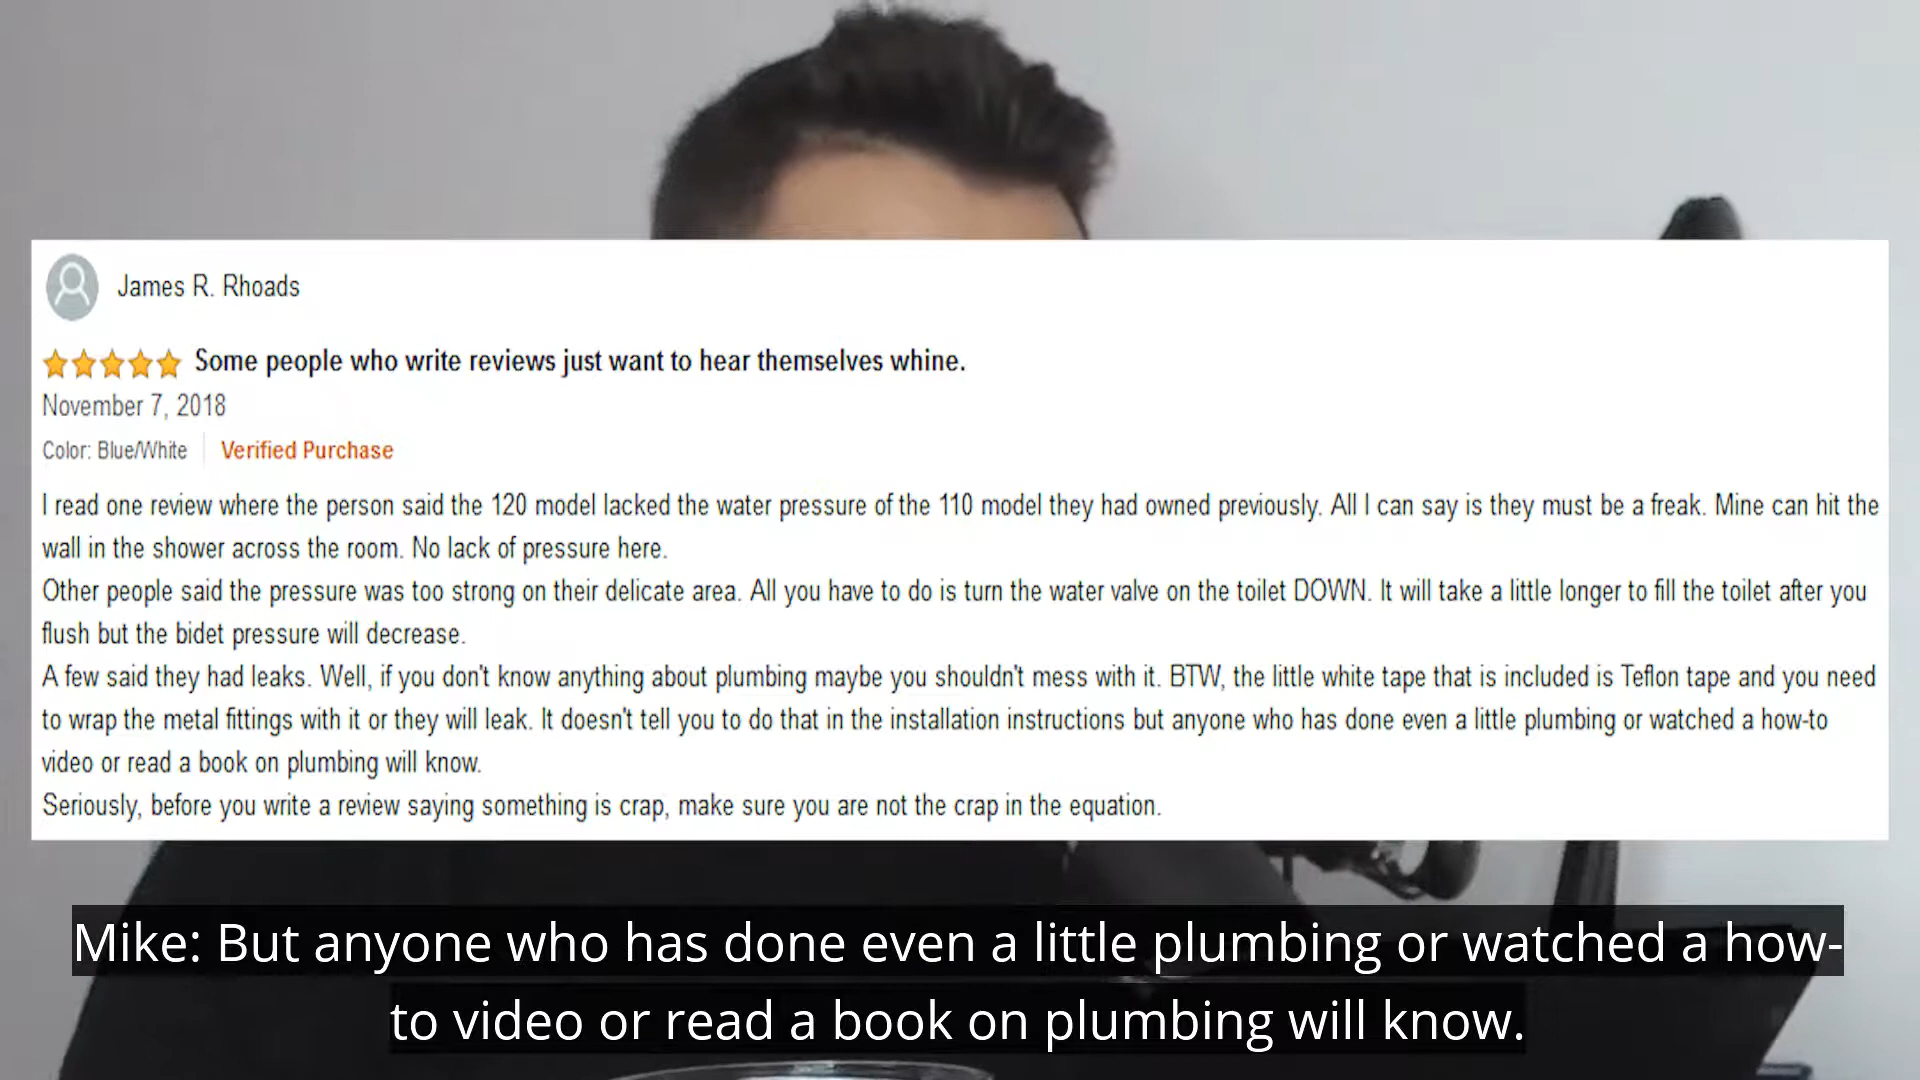 James R. Rhoads
Some people who write reviews just want to hear themselves whine.
November 7, 2018
Color: Blue/White
Verified Purchase
I read one review where the person said the 120 model lacked the water pressure of the 110 model they had owned previously. All I can say is they must be a freak. Mine can hit the
wall in the shower across the room. No lack of pressure here.
Other people said the pressure was too strong on their delicate area. All you have to do is turn the water valve on the toilet DOWN. It will take a little longer to fill the toilet after you
flush but the bidet pressure will decrease.
A few said they had leaks. Well, if you don't know anything about plumbing maybe you shouldn't mess with it. BTW, the little white tape that is included is Teflon tape and you need
to wrap the metal fittings with it or they will leak. It doesn't tell you to do that in the installation instructions but anyone who has done even a little plumbing or watched a how-to
video or read a book on plumbing will know.
Seriously, before you write a review saying something is crap, make sure you are not the crap in the equation.
Mike: But anyone who has done even a little plumbing or watched a how-
to video or read a book on plumbing will know.